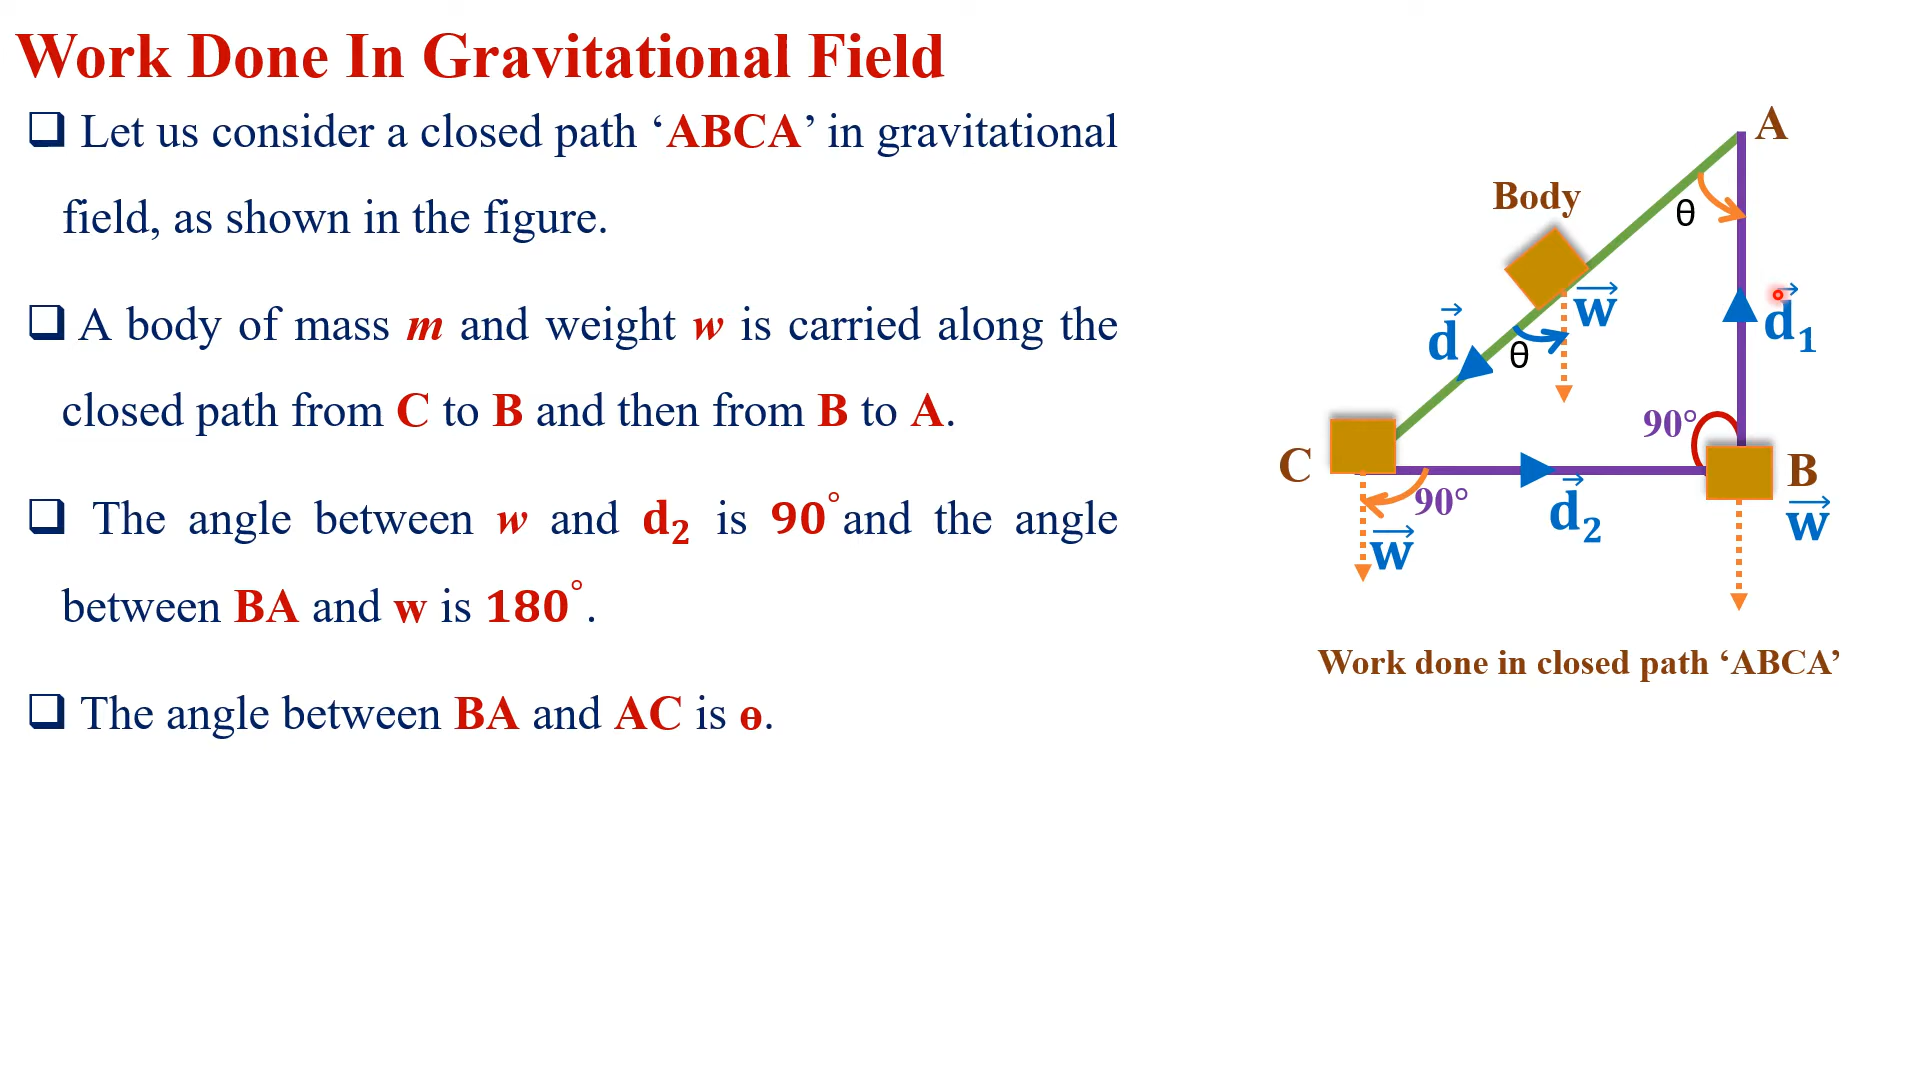 Work Done In Gravitational Field
❑ Let us consider a closed path ‘ABCA’ in gravitational
field, as shown in the figure.
❑ A body of mass m and weight w is carried along the
closed path from C to B and then from B to A.
❑ The angle between w and d₂ is 90° and the angle
between BA and w is 180°.
❑ The angle between BA and AC is ɵ.
A
Body
θ
w⃗
d⃗
θ
d⃗₁
90°
C
B
90°
d⃗₂
w⃗
w⃗
Work done in closed path ‘ABCA’